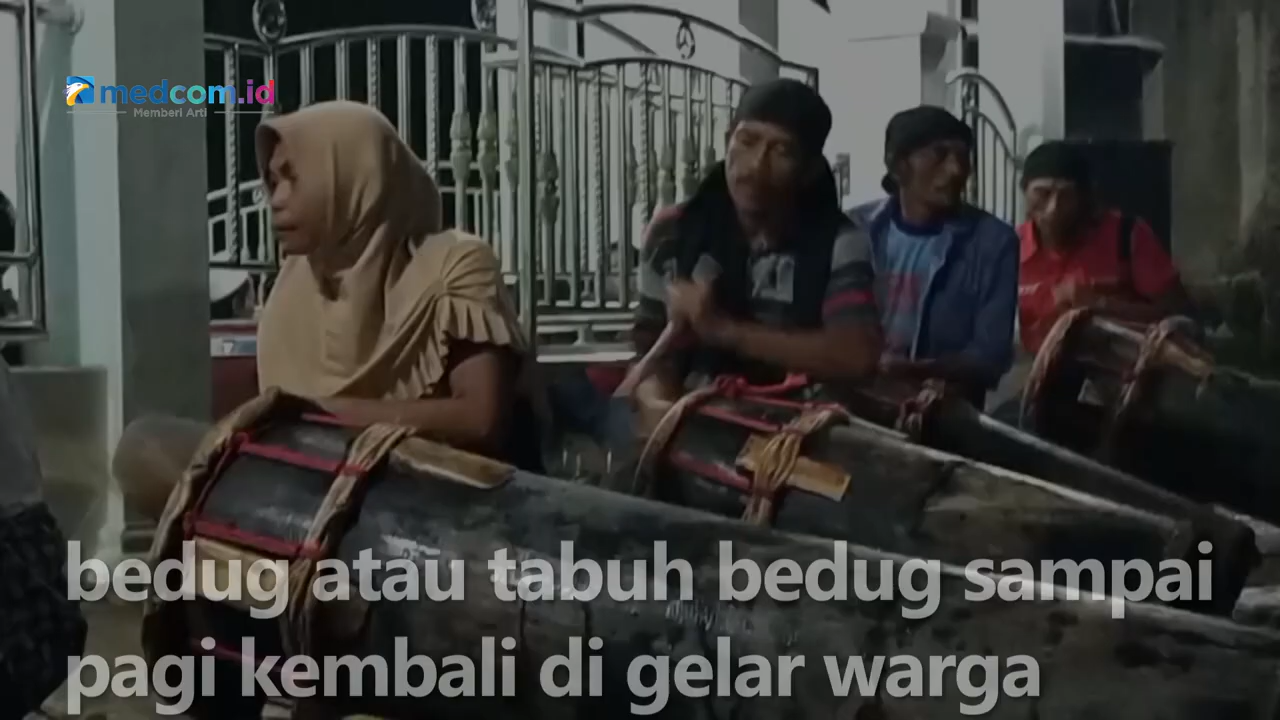 medcom.id
Memberi Arti
bedug atau tabuh bedug sampai
pagi kembali di gelar warga